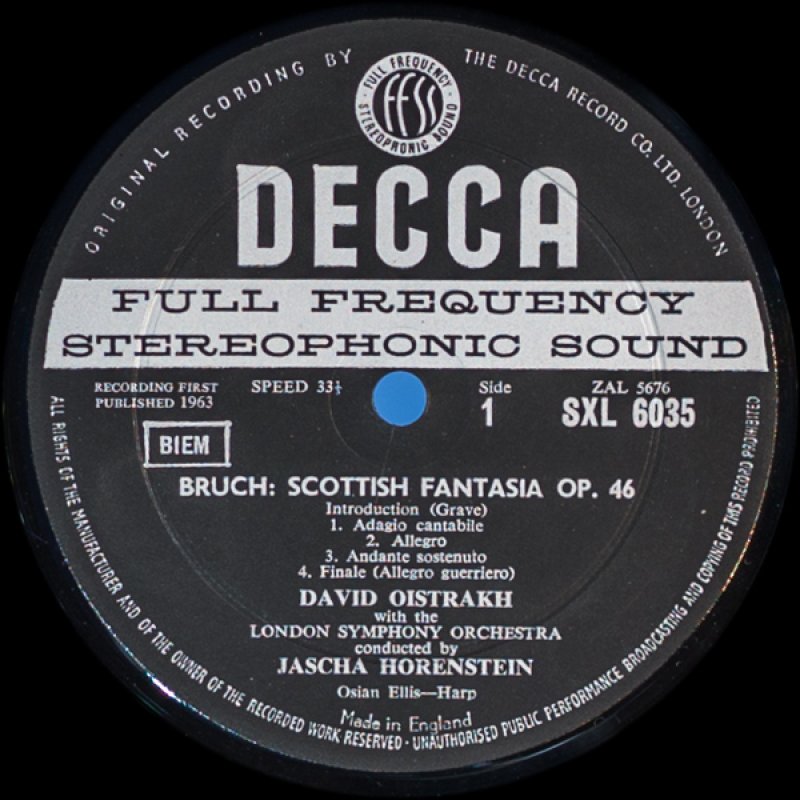 ORIGINAL RECORDING BY THE DECCA RECORD CO. LTD. LONDON
FULL FREQUENCY
FFSS
STEREOPHONIC SOUND
DECCA
FULL FREQUENCY
STEREOPHONIC SOUND
RECORDING FIRST
PUBLISHED 1963
SPEED 33⅓
Side
1
ZAL 5676
SXL 6035
BIEM
BRUCH: SCOTTISH FANTASIA OP. 46
Introduction (Grave)
1. Adagio cantabile
2. Allegro
3. Andante sostenuto
4. Finale (Allegro guerriero)
DAVID OISTRAKH
with the
LONDON SYMPHONY ORCHESTRA
conducted by
JASCHA HORENSTEIN
Osian Ellis—Harp
Made in England
ALL RIGHTS OF THE MANUFACTURER AND OF THE OWNER OF THE RECORDED WORK RESERVED · UNAUTHORISED PUBLIC PERFORMANCE BROADCASTING AND COPYING OF THIS RECORD PROHIBITED